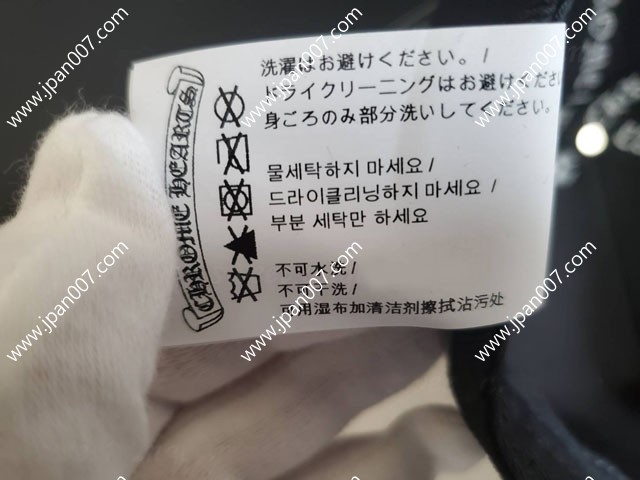 CHROME HEARTS
洗濯はお避けください。/
ドライクリーニングはお避けください
身ごろのみ部分洗いしてください。
물세탁하지 마세요 /
드라이클리닝하지 마세요 /
부분 세탁만 하세요
不可水洗 /
不可干洗 /
可用湿布加清洁剂擦拭沾污处
www.jpan007.com